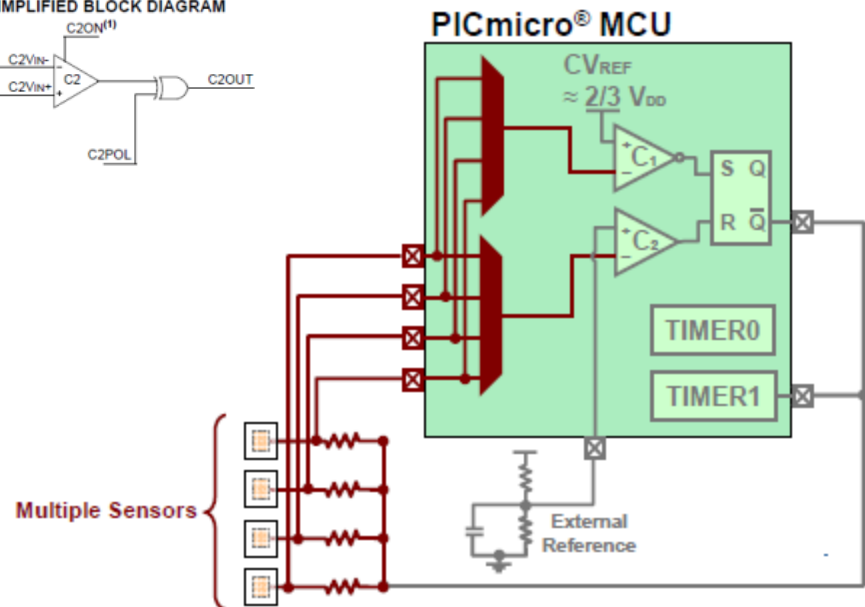 IMPLIFIED BLOCK DIAGRAM
C2ON(1)
C2VIN-
C2VIN+
C2
C2OUT
C2POL
PICmicro® MCU
CVREF
≈ 2/3 VDD
+
-
C1
S Q
R Q̅
+
-
C2
TIMER0
TIMER1
Multiple Sensors
External
Reference